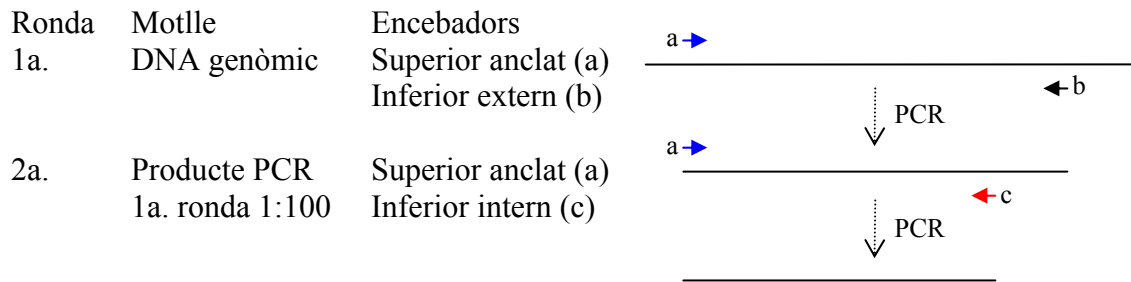 Ronda Motlle Encebadors
1a. DNA genòmic Superior anclat (a)
Inferior extern (b)
a
b
PCR
2a. Producte PCR Superior anclat (a)
1a. ronda 1:100 Inferior intern (c)
a
c
PCR